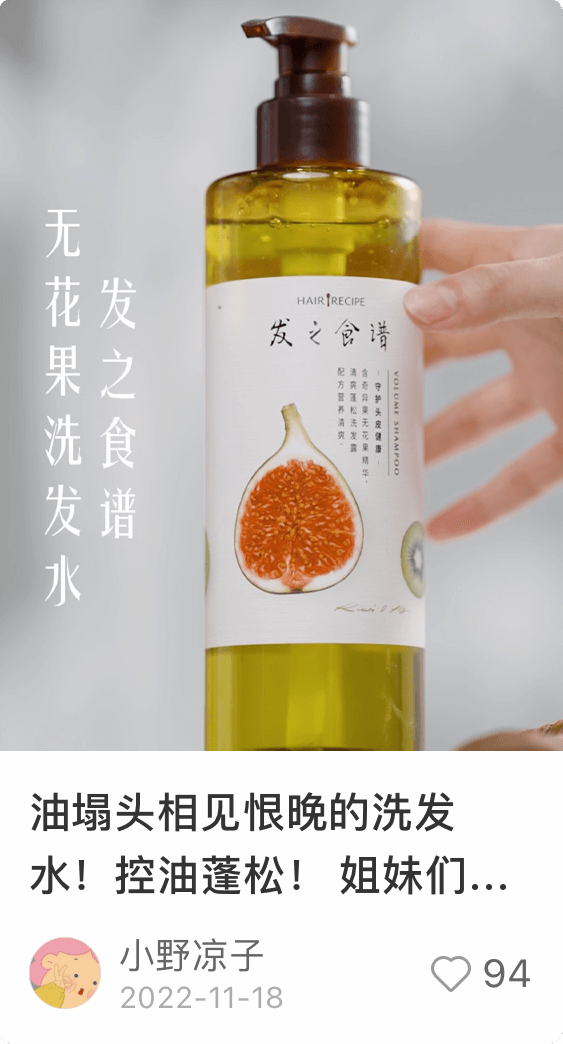 发之食谱
无花果洗发水
HAIR RECIPE
发之食谱
VOLUME SHAMPOO
守护头皮健康
含奇异果无花果精华,
清爽蓬松洗发露
配方营养清爽。
油塌头相见恨晚的洗发
水！控油蓬松！ 姐妹们...
小野凉子
2022-11-18
94